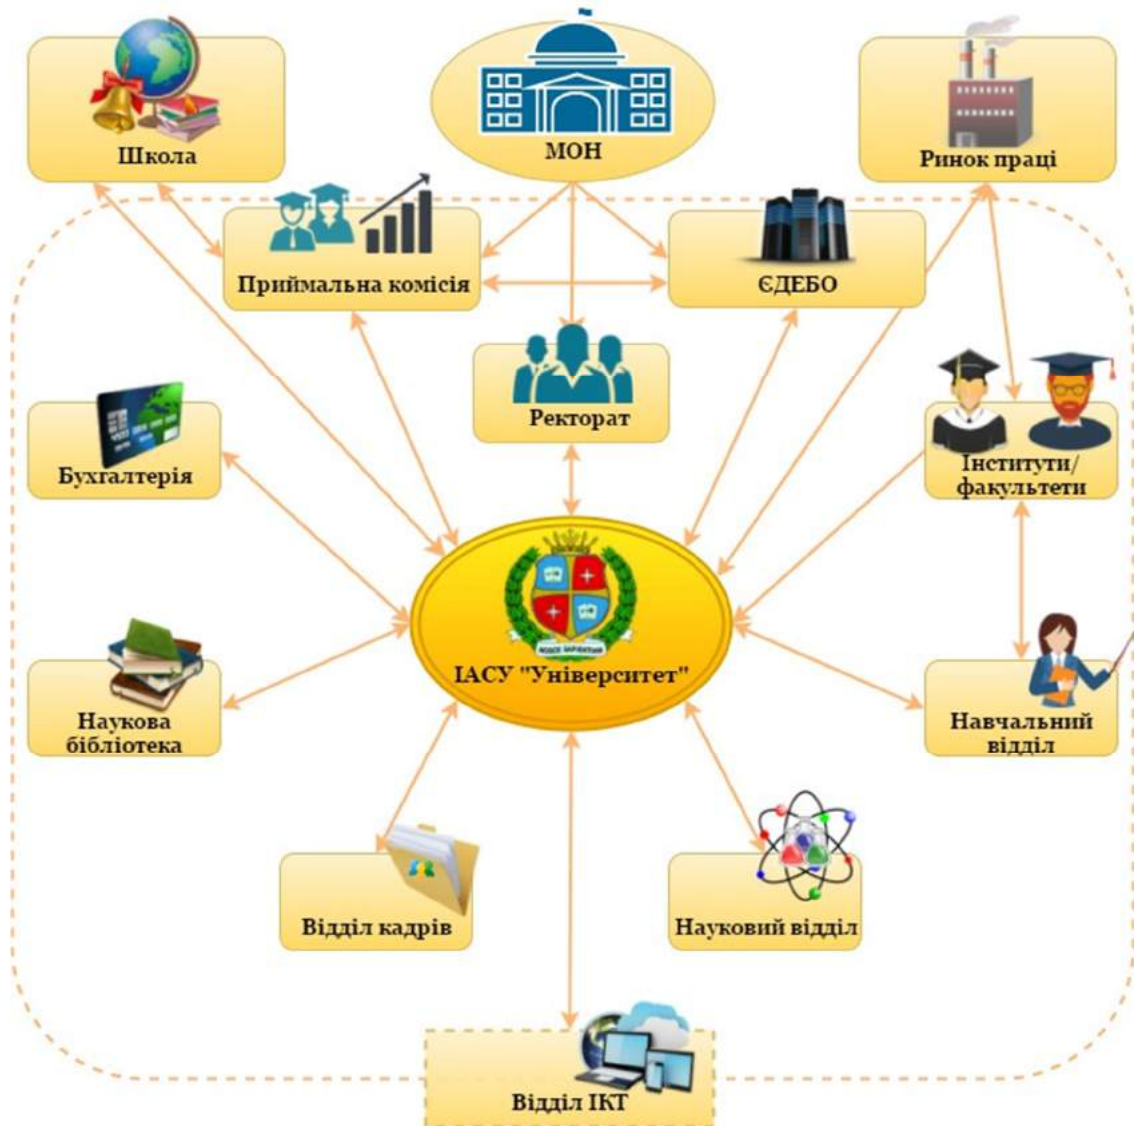 Школа
МОН
Ринок праці
Приймальна комісія
ЄДЕБО
Ректорат
Бухгалтерія
Інститути/
факультети
ІАСУ "Університет"
Наукова
бібліотека
Навчальний
відділ
Відділ кадрів
Науковий відділ
Відділ ІКТ